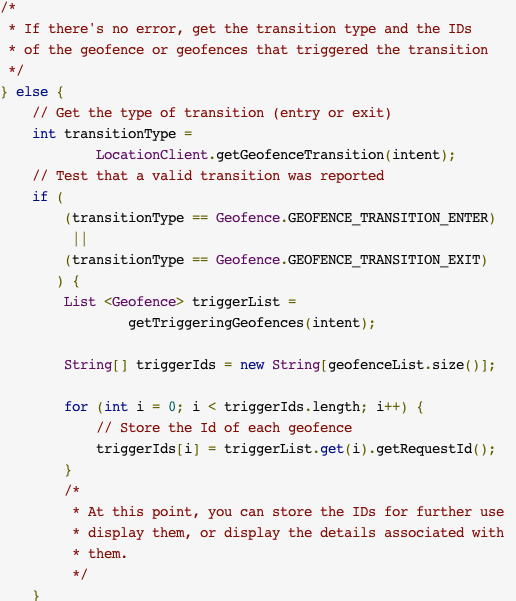 /*
 * If there's no error, get the transition type and the IDs
 * of the geofence or geofences that triggered the transition
 */
} else {
    // Get the type of transition (entry or exit)
    int transitionType =
            LocationClient.getGeofenceTransition(intent);
    // Test that a valid transition was reported
    if (
        (transitionType == Geofence.GEOFENCE_TRANSITION_ENTER)
         ||
        (transitionType == Geofence.GEOFENCE_TRANSITION_EXIT)
       ) {
        List <Geofence> triggerList =
                getTriggeringGeofences(intent);

        String[] triggerIds = new String[geofenceList.size()];

        for (int i = 0; i < triggerIds.length; i++) {
            // Store the Id of each geofence
            triggerIds[i] = triggerList.get(i).getRequestId();
        }
        /*
         * At this point, you can store the IDs for further use
         * display them, or display the details associated with
         * them.
         */
    }